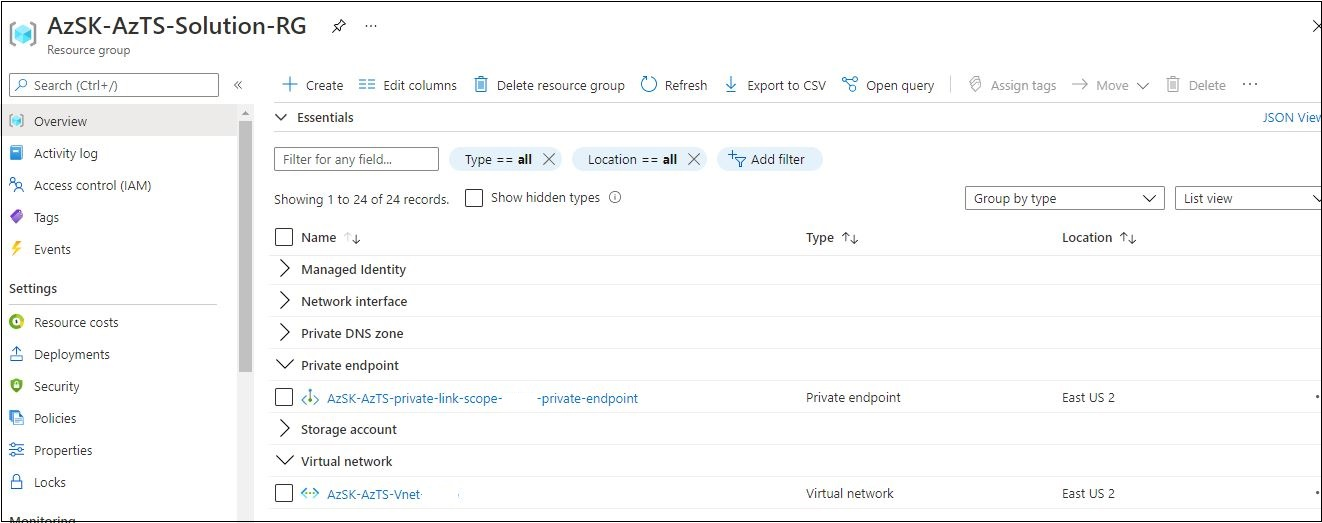 AzSK-AzTS-Solution-RG
Resource group
Search (Ctrl+/)
Overview
Activity log
Access control (IAM)
Tags
Events
Settings
Resource costs
Deployments
Security
Policies
Properties
Locks
Monitoring
Create Edit columns Delete resource group Refresh Export to CSV Open query Assign tags Move Delete
Essentials JSON View
Filter for any field... Type == all Location == all Add filter
Showing 1 to 24 of 24 records. Show hidden types Group by type List view
Name Type Location
Managed Identity
Network interface
Private DNS zone
Private endpoint
AzSK-AzTS-private-link-scope- -private-endpoint Private endpoint East US 2
Storage account
Virtual network
AzSK-AzTS-Vnet Virtual network East US 2